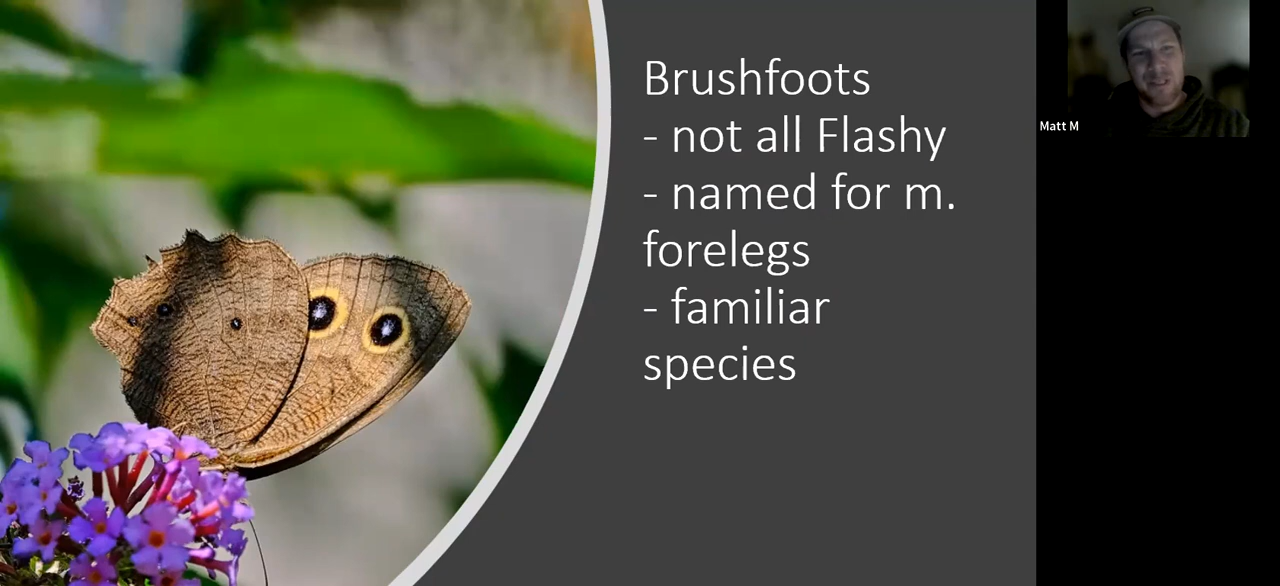 Brushfoots
- not all Flashy
- named for m.
forelegs
- familiar
species
Matt M